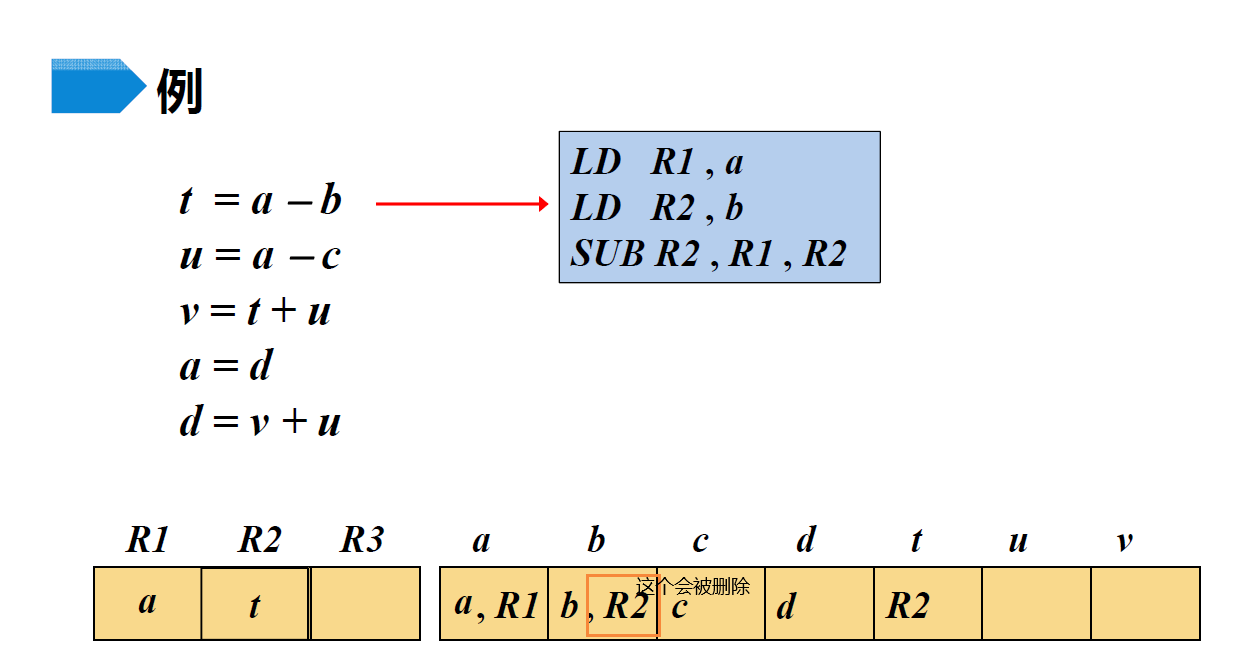 例
t = a – b
u = a – c
v = t + u
a = d
d = v + u
LD R1 , a
LD R2 , b
SUB R2 , R1 , R2
R1 R2 R3 a b c d t u v
这个会被删除
a t a , R1 b , R2 c d R2